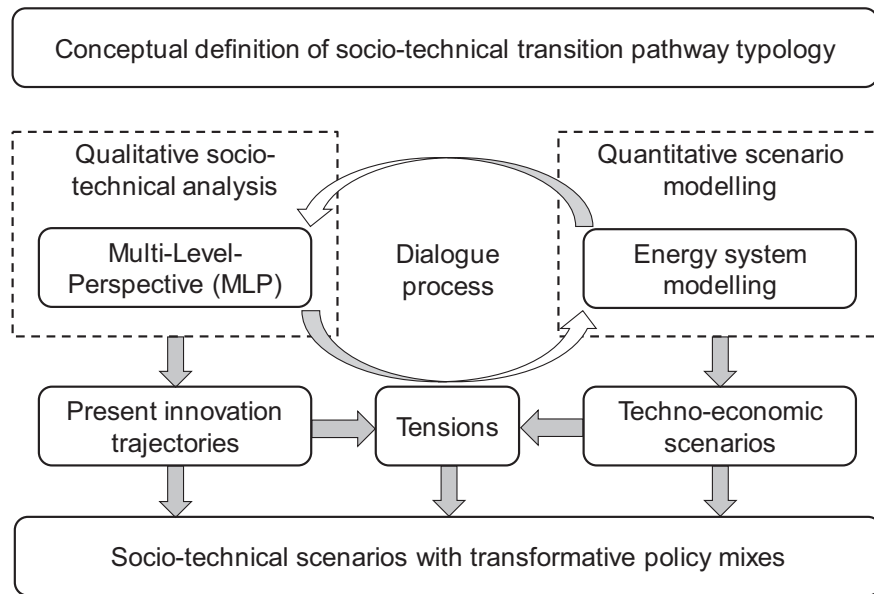 Conceptual definition of socio-technical transition pathway typology
Qualitative socio-
technical analysis
Multi-Level-
Perspective (MLP)
Dialogue
process
Quantitative scenario
modelling
Energy system
modelling
Present innovation
trajectories
Tensions
Techno-economic
scenarios
Socio-technical scenarios with transformative policy mixes